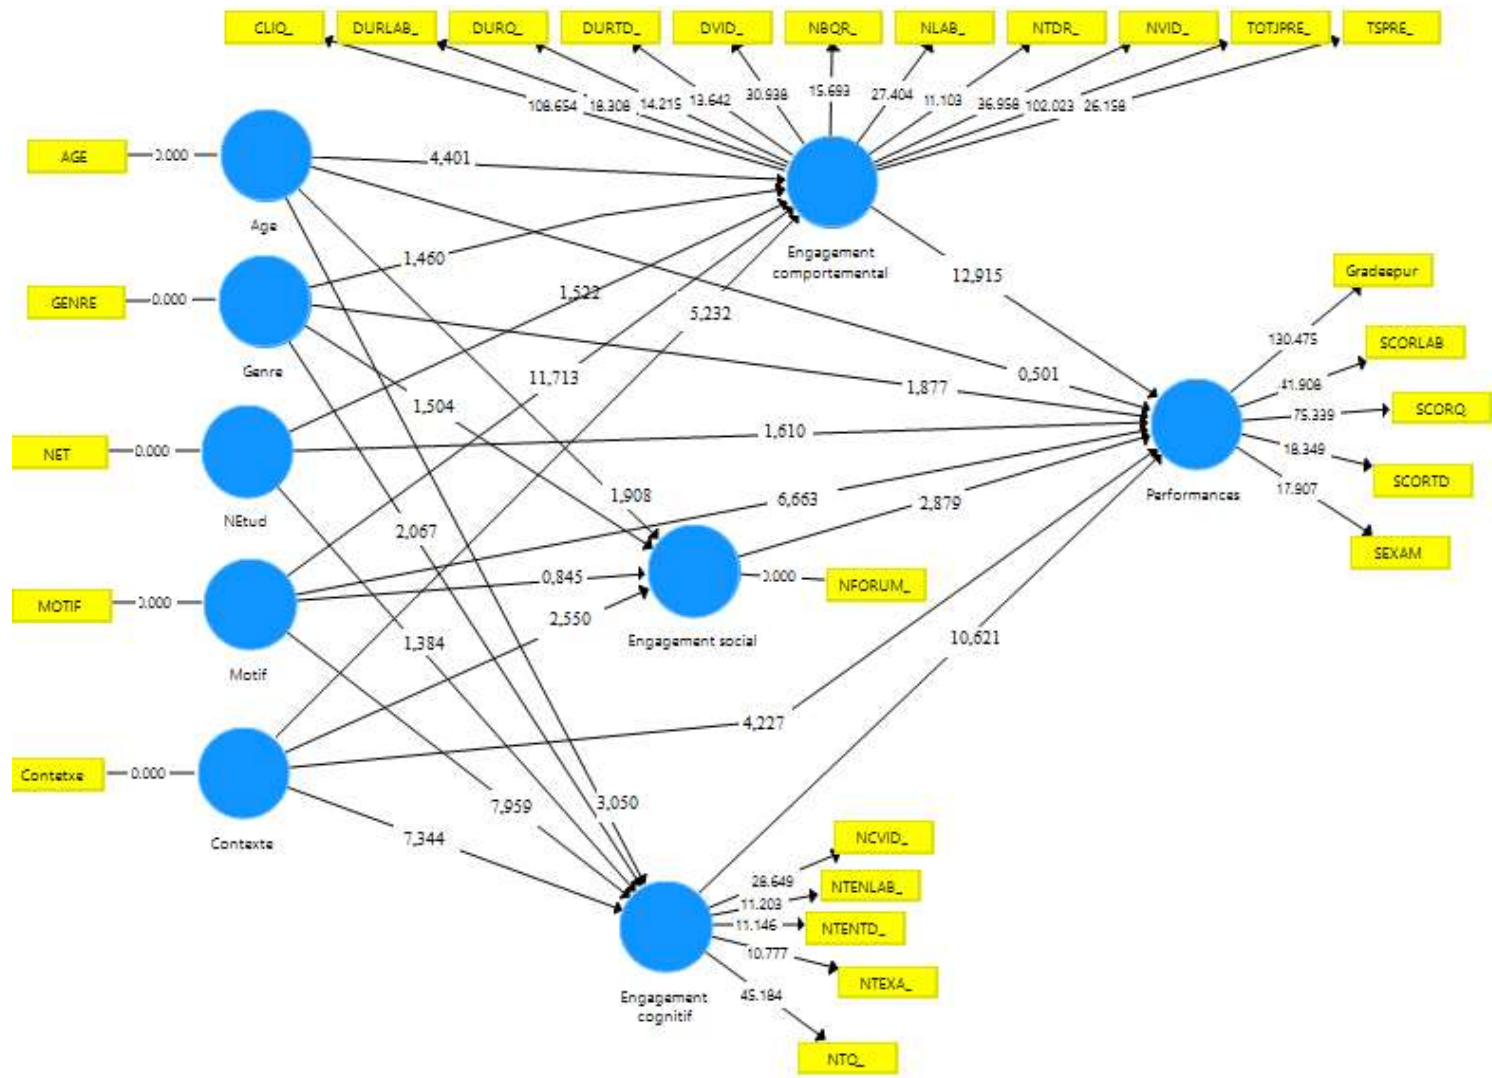 CLIQ_
DURLAB_
DURQ_
DURTD_
DVID_
NBQR_
NLAB_
NTDR_
NVID_
TOTJPRE_
TSPRE_
108.654
18.308
14.215
13.642
30.938
15.693
27.404
11.103
36.958
102.023
26.158
AGE
0.000
Age
4,401
Engagement
comportemental
1,460
12,915
GENRE
0.000
Genre
1,522
5,232
Gradeepur
130.475
SCORLAB
41.908
11,713
0,501
1,877
1,504
75.339
SCORQ
NET
0.000
NEtud
1,610
18.349
SCORTD
Performances
17.907
SEXAM
1,908
6,663
2,879
2,067
MOTIF
0.000
Motif
0,845
0.000
NFORUM_
2,550
Engagement social
1,384
10,621
4,227
Contetxe
0.000
Contexte
7,959
3,050
7,344
NCVID_
28.649
NTENLAB_
11.203
NTENTD_
11.146
10.777
NTEXA_
Engagement
cognitif
45.184
NTQ_